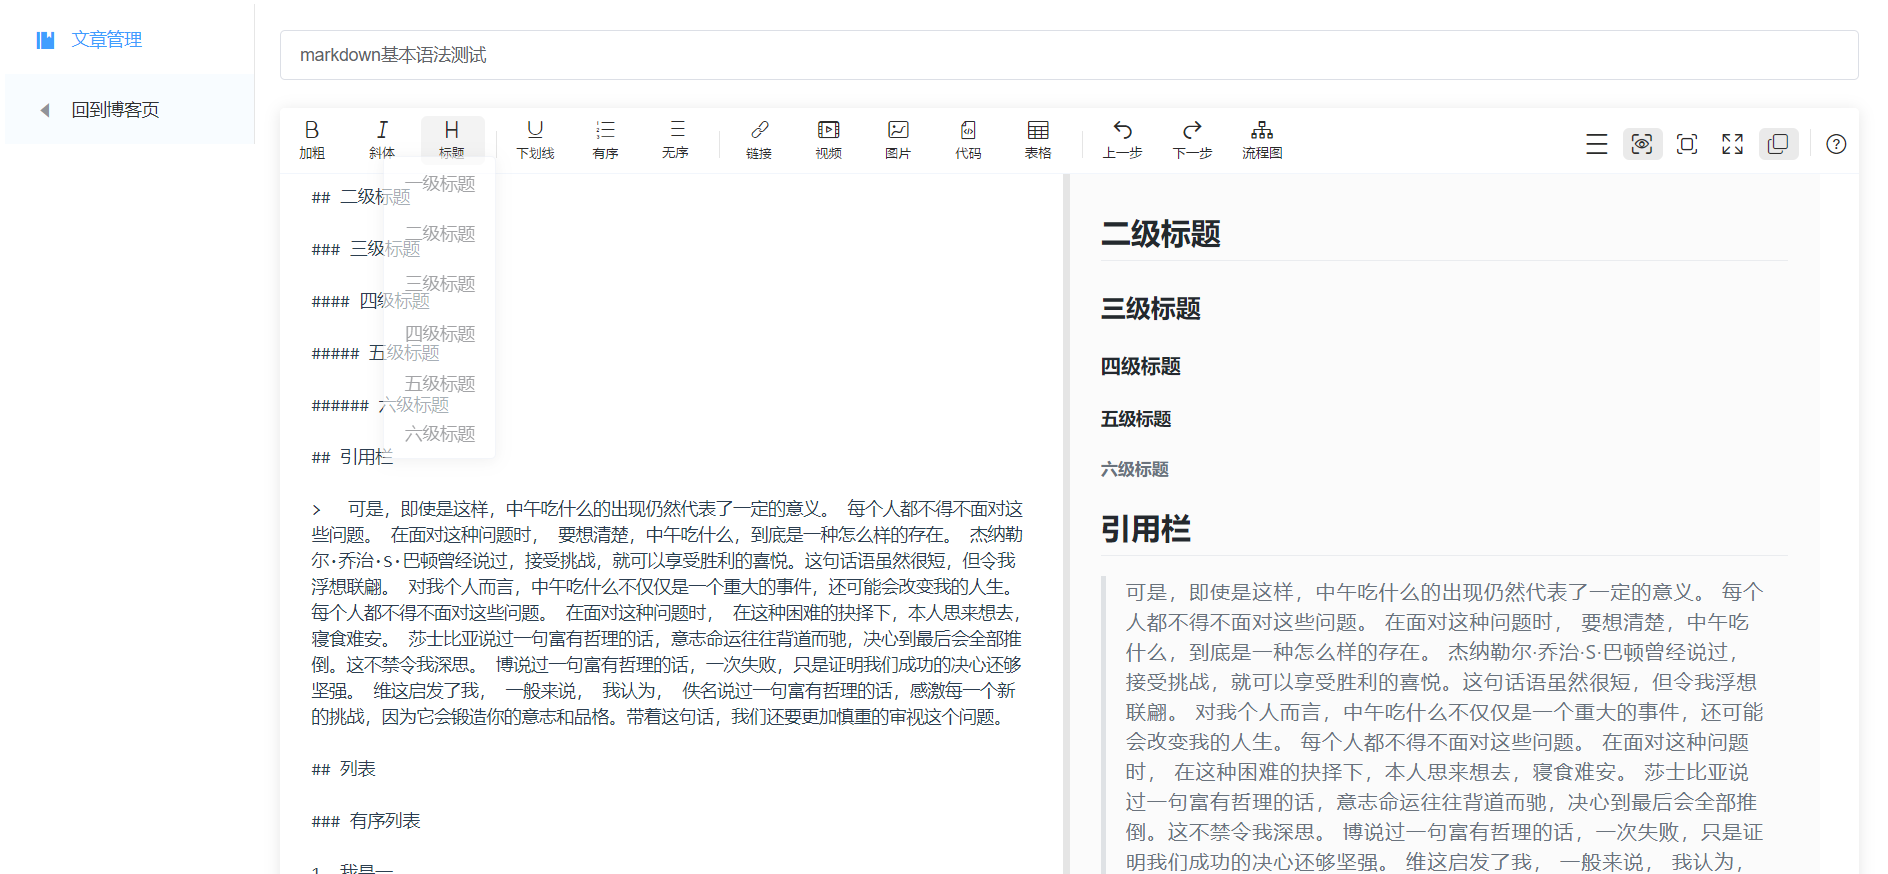 文章管理
回到博客页
markdown基本语法测试
加粗
斜体
标题
下划线
有序
无序
链接
视频
图片
代码
表格
上一步
下一步
流程图
一级标题
二级标题
三级标题
四级标题
五级标题
六级标题
## 二级标题
### 三级标题
#### 四级标题
##### 五级标题
###### 六级标题
## 引用栏
>   可是，即使是这样，中午吃什么的出现仍然代表了一定的意义。 每个人都不得不面对这
些问题。 在面对这种问题时， 要想清楚，中午吃什么，到底是一种怎么样的存在。 杰纳勒
尔·乔治·S·巴顿曾经说过，接受挑战，就可以享受胜利的喜悦。这句话语虽然很短，但令我
浮想联翩。 对我个人而言，中午吃什么不仅仅是一个重大的事件，还可能会改变我的人生。
每个人都不得不面对这些问题。 在面对这种问题时， 在这种困难的抉择下，本人思来想去，
寝食难安。 莎士比亚说过一句富有哲理的话，意志命运往往背道而驰，决心到最后会全部推
倒。这不禁令我深思。 博说过一句富有哲理的话，一次失败，只是证明我们成功的决心还够
坚强。 维这启发了我， 一般来说， 我认为， 佚名说过一句富有哲理的话，感激每一个新
的挑战，因为它会锻造你的意志和品格。带着这句话，我们还要更加慎重的审视这个问题。
## 列表
### 有序列表
1. 我是一
二级标题
三级标题
四级标题
五级标题
六级标题
引用栏
可是，即使是这样，中午吃什么的出现仍然代表了一定的意义。 每个
人都不得不面对这些问题。 在面对这种问题时， 要想清楚，中午吃
什么，到底是一种怎么样的存在。 杰纳勒尔·乔治·S·巴顿曾经说过，
接受挑战，就可以享受胜利的喜悦。这句话语虽然很短，但令我浮想
联翩。 对我个人而言，中午吃什么不仅仅是一个重大的事件，还可能
会改变我的人生。 每个人都不得不面对这些问题。 在面对这种问题
时， 在这种困难的抉择下，本人思来想去，寝食难安。 莎士比亚说
过一句富有哲理的话，意志命运往往背道而驰，决心到最后会全部推
倒。这不禁令我深思。 博说过一句富有哲理的话，一次失败，只是证
明我们成功的决心还够坚强。 维这启发了我， 一般来说， 我认为，